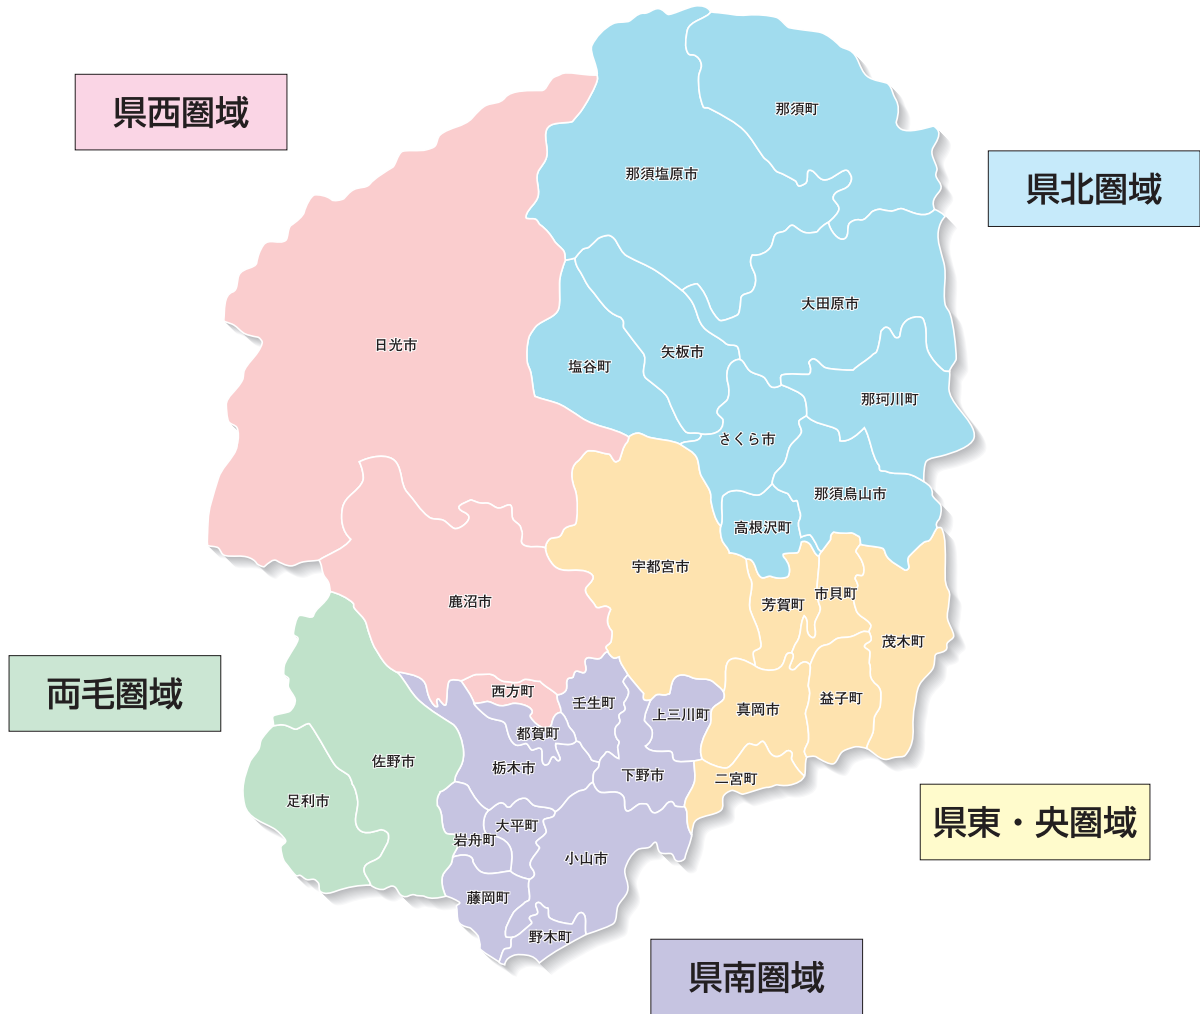 県西圏域
那須町
那須塩原市
県北圏域
大田原市
日光市
矢板市
塩谷町
那珂川町
さくら市
那須烏山市
高根沢町
宇都宮市
芳賀町
市貝町
鹿沼市
茂木町
両毛圏域
西方町
壬生町
上三川町
真岡市
益子町
都賀町
佐野市
栃木市
下野市
二宮町
足利市
県東・央圏域
大平町
岩舟町
小山市
藤岡町
野木町
県南圏域